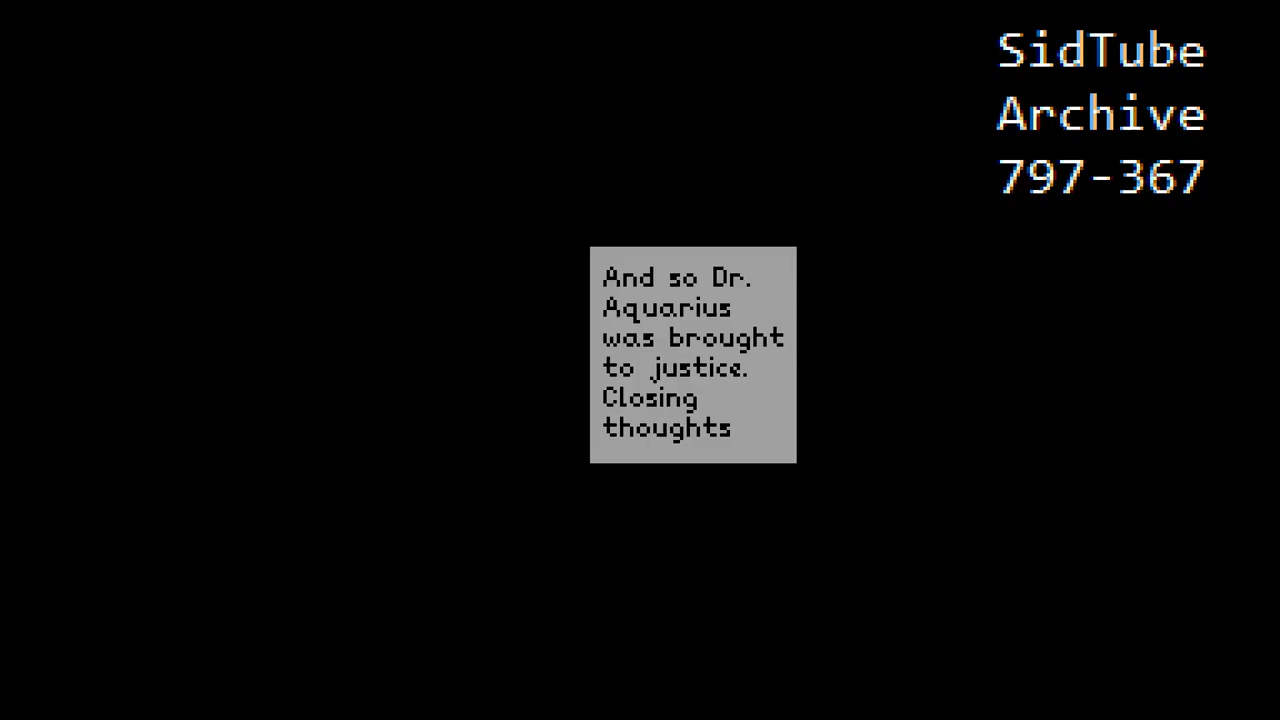 SidTube
Archive
797-367
And so Dr.
Aquarius
was brought
to justice.
Closing
thoughts